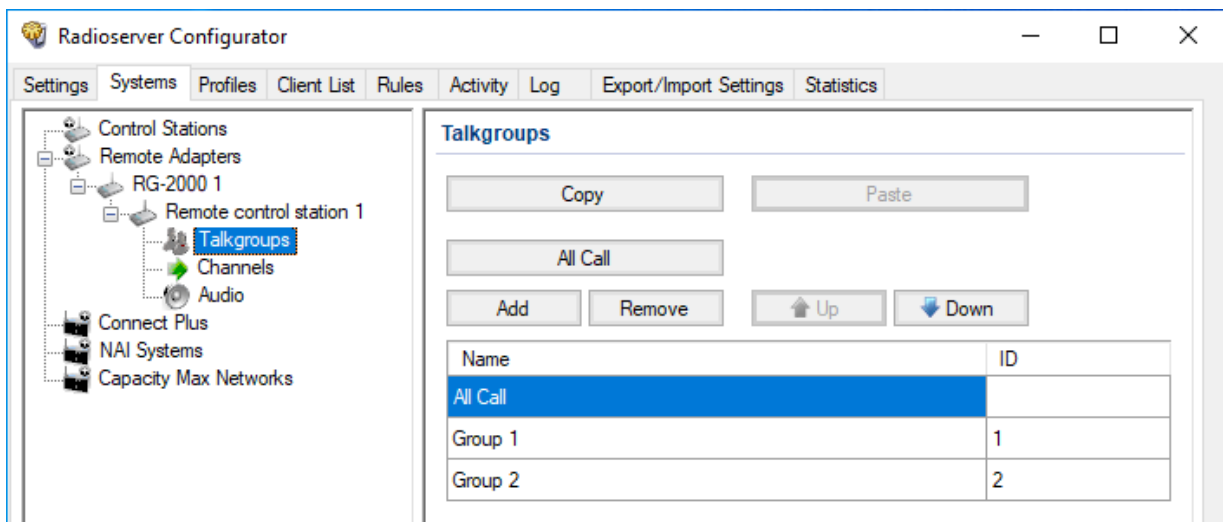 Radioserver Configurator
Settings Systems Profiles Client List Rules Activity Log Export/Import Settings Statistics
Control Stations
Remote Adapters
RG-2000 1
Remote control station 1
Talkgroups
Channels
Audio
Connect Plus
NAI Systems
Capacity Max Networks
Talkgroups
Copy Paste
All Call
Add Remove Up Down
Name ID
All Call
Group 1 1
Group 2 2